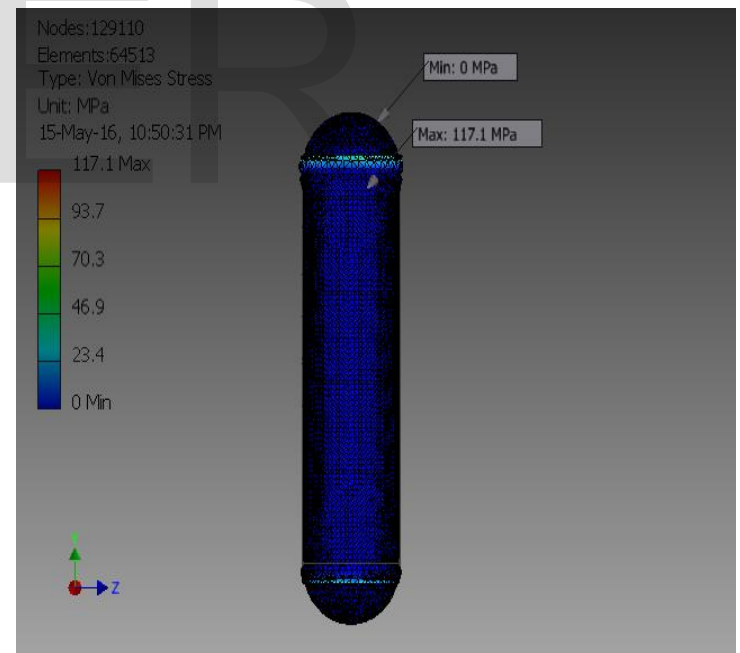 Nodes:129110
Elements:64513
Type: Von Mises Stress
Unit: MPa
15-May-16, 10:50:31 PM
117.1 Max
93.7
70.3
46.9
23.4
0 Min
Min: 0 MPa
Max: 117.1 MPa
Y
Z
ER